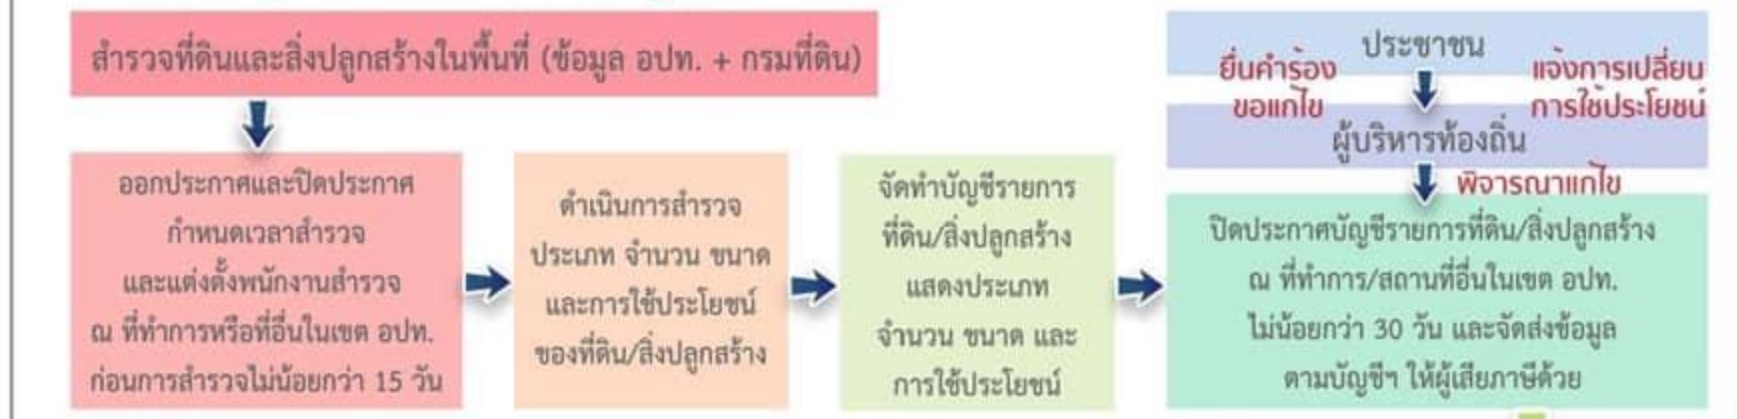 สำรวจที่ดินและสิ่งปลูกสร้างในพื้นที่ (ข้อมูล อปท. + กรมที่ดิน)
ออกประกาศและปิดประกาศ
กำหนดเวลาสำรวจ
และแต่งตั้งพนักงานสำรวจ
ณ ที่ทำการหรือที่อื่นในเขต อปท.
ก่อนการสำรวจไม่น้อยกว่า 15 วัน
ดำเนินการสำรวจ
ประเภท จำนวน ขนาด
และการใช้ประโยชน์
ของที่ดิน/สิ่งปลูกสร้าง
จัดทำบัญชีรายการ
ที่ดิน/สิ่งปลูกสร้าง
แสดงประเภท
จำนวน ขนาด และ
การใช้ประโยชน์
ประชาชน
ยื่นคำร้อง
ขอแก้ไข
แจ้งการเปลี่ยน
การใช้ประโยชน์
ผู้บริหารท้องถิ่น
พิจารณาแก้ไข
ปิดประกาศบัญชีรายการที่ดิน/สิ่งปลูกสร้าง
ณ ที่ทำการ/สถานที่อื่นในเขต อปท.
ไม่น้อยกว่า 30 วัน และจัดส่งข้อมูล
ตามบัญชีฯ ให้ผู้เสียภาษีด้วย